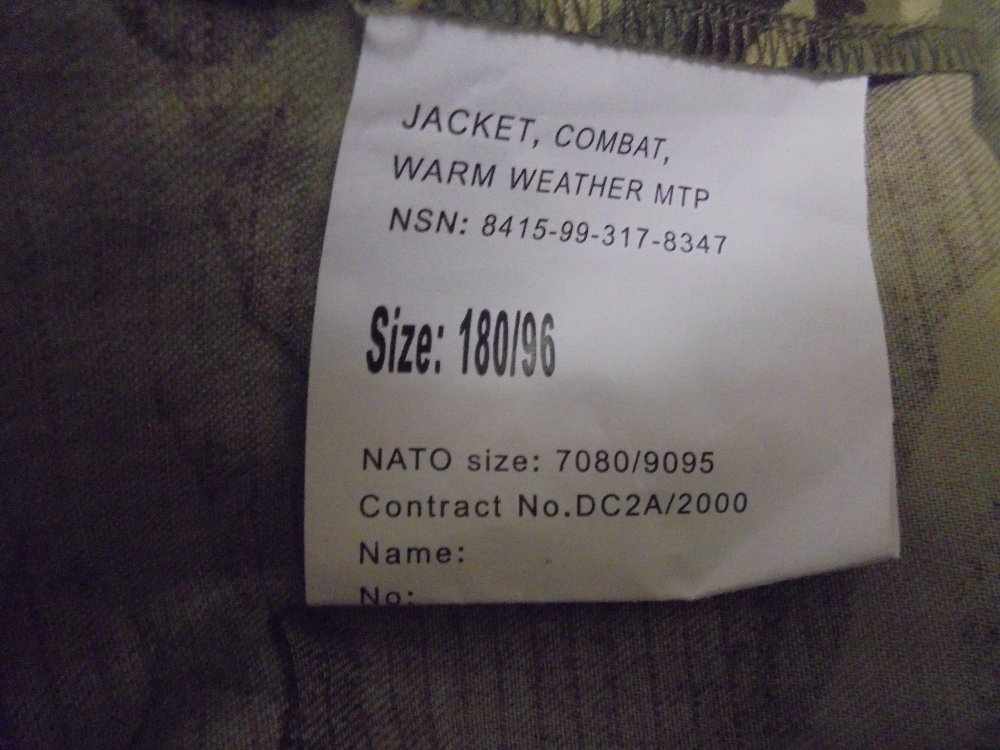 JACKET, COMBAT,
WARM WEATHER MTP
NSN: 8415-99-317-8347
Size: 180/96
NATO size: 7080/9095
Contract No.DC2A/2000
Name:
No: